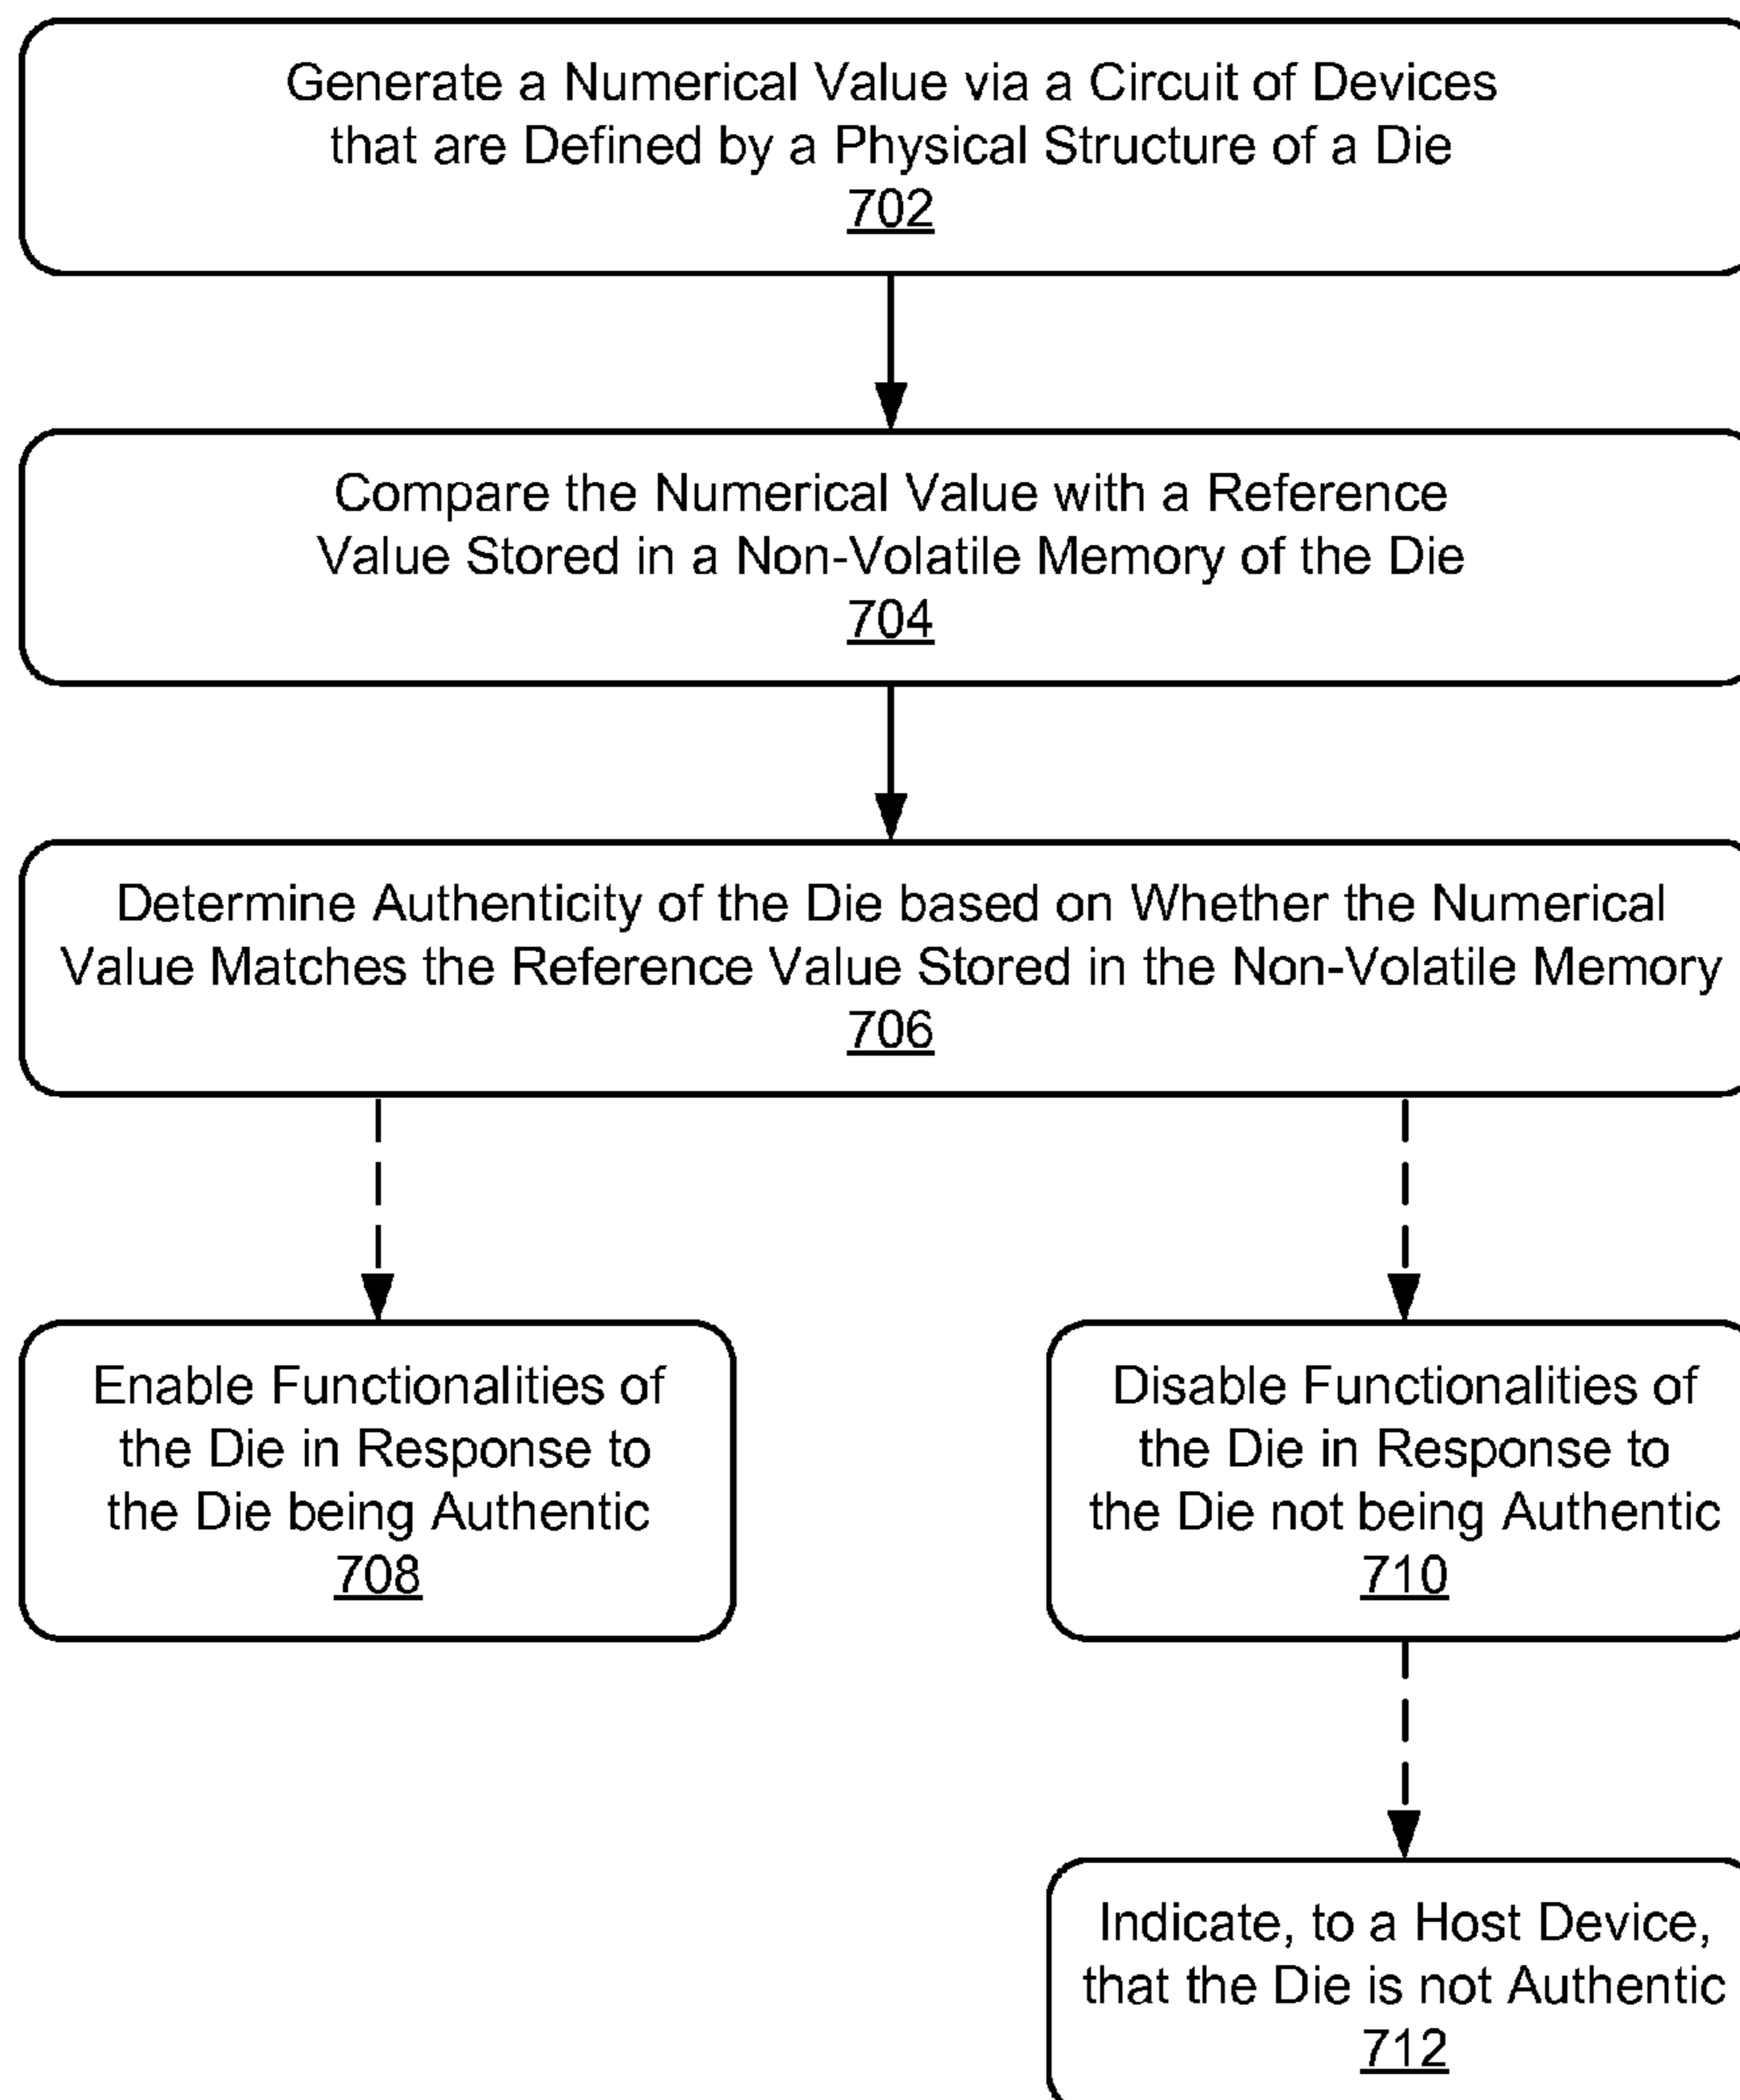 Generate a Numerical Value via a Circuit of Devices
that are Defined by a Physical Structure of a Die
702
Compare the Numerical Value with a Reference
Value Stored in a Non-Volatile Memory of the Die
704
Determine Authenticity of the Die based on Whether the Numerical
Value Matches the Reference Value Stored in the Non-Volatile Memory
706
Enable Functionalities of
the Die in Response to
the Die being Authentic
708
Disable Functionalities of
the Die in Response to
the Die not being Authentic
710
Indicate, to a Host Device,
that the Die is not Authentic
712